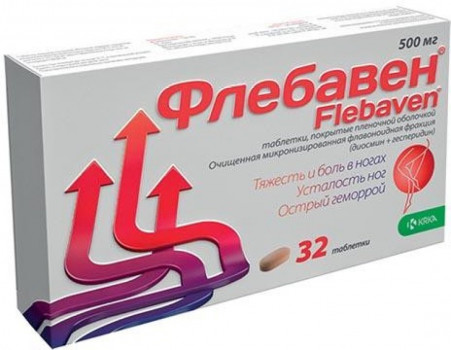 500 мг
Флебавен®
Flebaven®
таблетки, покрытые пленочной оболочкой
Очищенная микронизированная флавоноидная фракция
(диосмин + гесперидин)
Тяжесть и боль в ногах
Усталость ног
Острый геморрой
KRKA
32 таблетки